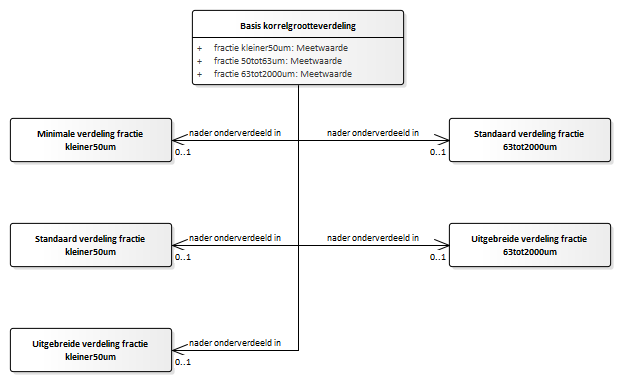 Basis korrelgrootteverdeling
+ fractie kleiner50um: Meetwaarde
+ fractie 50tot63um: Meetwaarde
+ fractie 63tot2000um: Meetwaarde
Minimale verdeling fractie
kleiner50um
nader onderverdeeld in
0..1
nader onderverdeeld in
0..1
Standaard verdeling fractie
63tot2000um
Standaard verdeling fractie
kleiner50um
nader onderverdeeld in
0..1
nader onderverdeeld in
0..1
Uitgebreide verdeling fractie
63tot2000um
Uitgebreide verdeling fractie
kleiner50um
nader onderverdeeld in
0..1